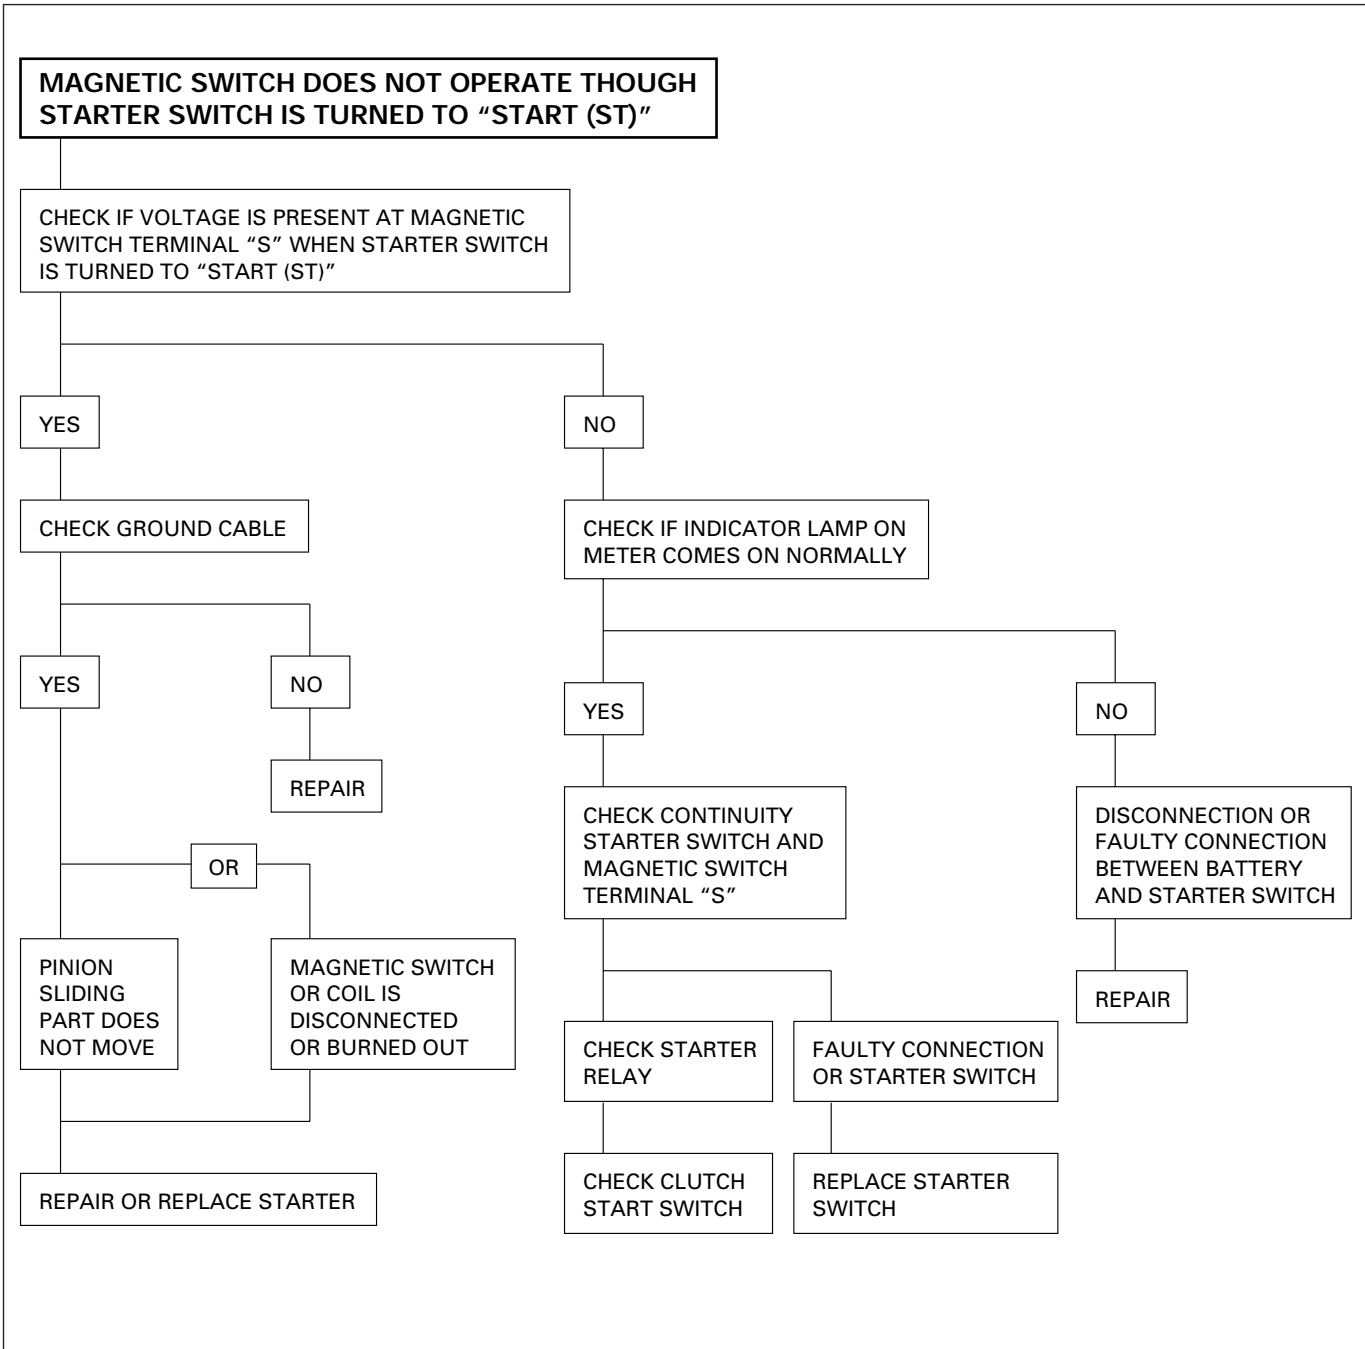 MAGNETIC SWITCH DOES NOT OPERATE THOUGH
STARTER SWITCH IS TURNED TO “START (ST)”
CHECK IF VOLTAGE IS PRESENT AT MAGNETIC
SWITCH TERMINAL “S” WHEN STARTER SWITCH
IS TURNED TO “START (ST)”
YES
NO
CHECK GROUND CABLE
CHECK IF INDICATOR LAMP ON
METER COMES ON NORMALLY
YES
NO
REPAIR
YES
NO
CHECK CONTINUITY
STARTER SWITCH AND
MAGNETIC SWITCH
TERMINAL “S”
DISCONNECTION OR
FAULTY CONNECTION
BETWEEN BATTERY
AND STARTER SWITCH
OR
PINION
SLIDING
PART DOES
NOT MOVE
MAGNETIC SWITCH
OR COIL IS
DISCONNECTED
OR BURNED OUT
REPAIR
CHECK STARTER
RELAY
FAULTY CONNECTION
OR STARTER SWITCH
REPAIR OR REPLACE STARTER
CHECK CLUTCH
START SWITCH
REPLACE STARTER
SWITCH